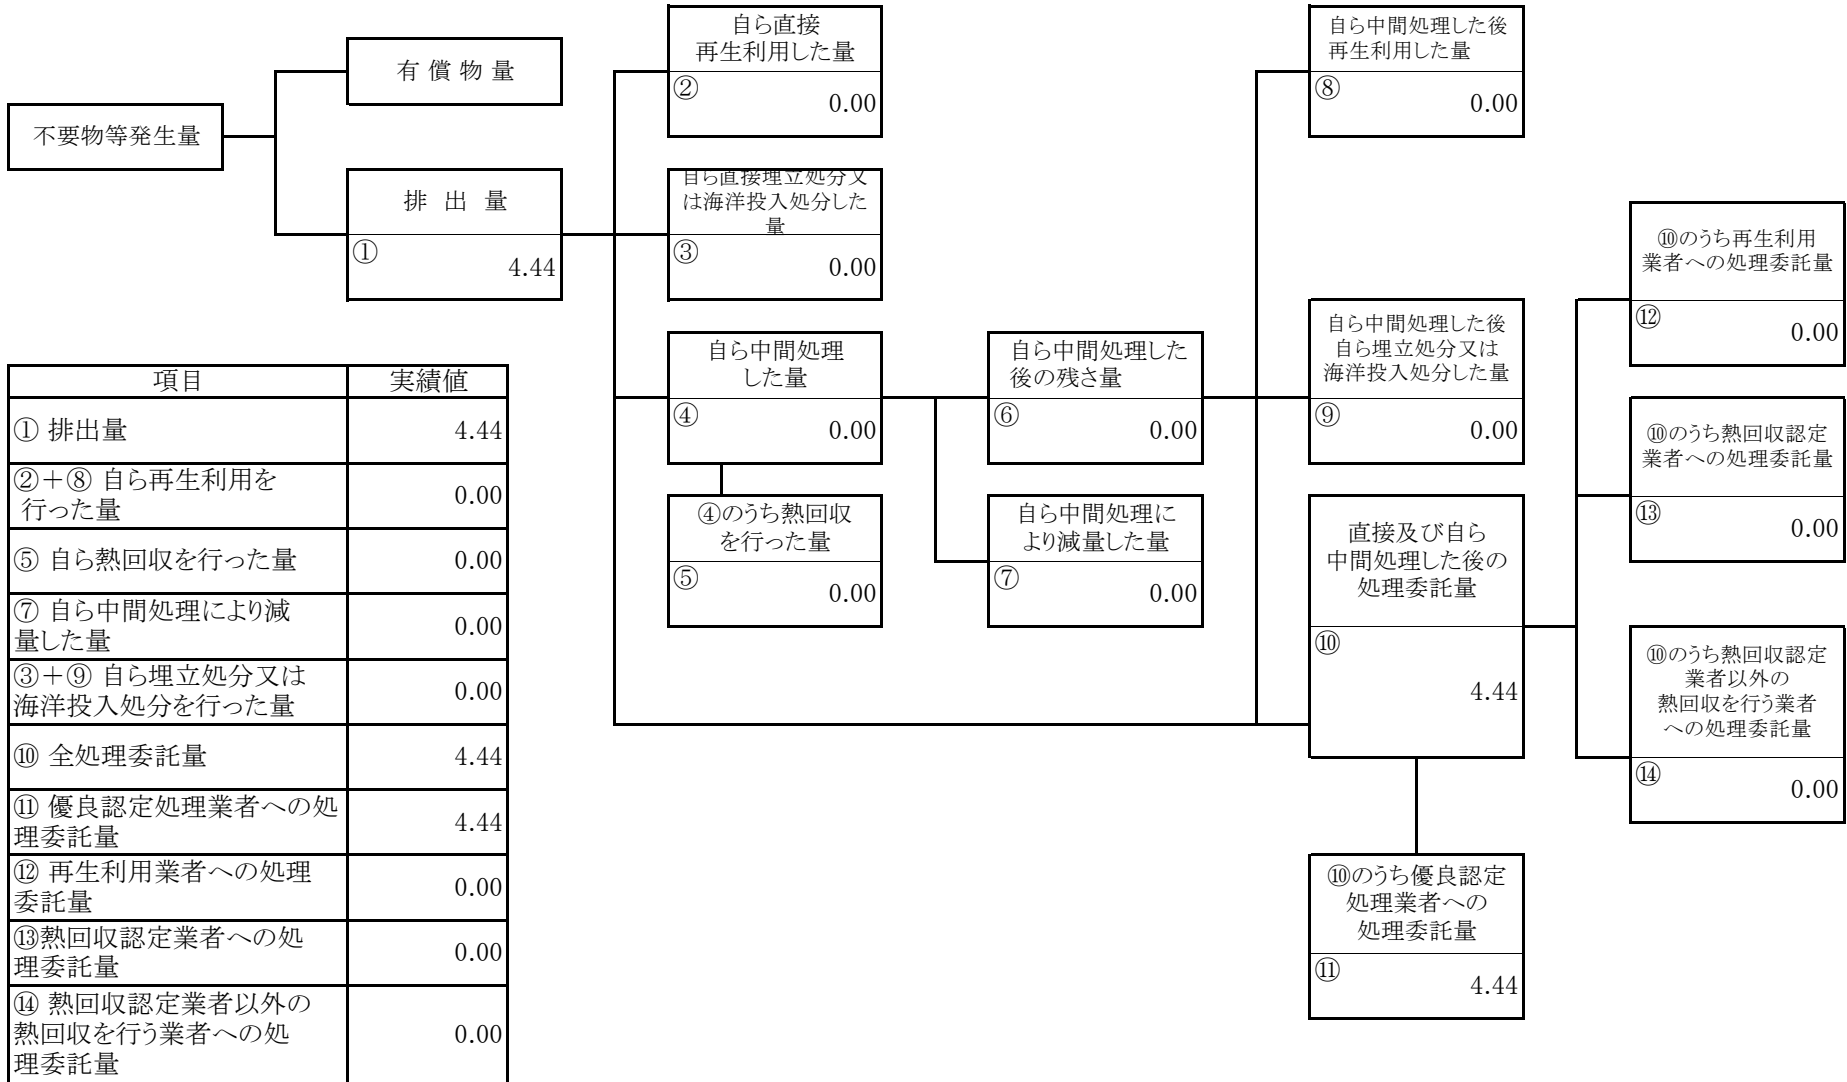 不要物等発生量
有 償 物 量
排 出 量
①
4.44
自ら直接
再生利用した量
②
0.00
自ら直接埋立処分又
は海洋投入処分した
量
③
0.00
自ら中間処理
した量
④
0.00
④のうち熱回収
を行った量
⑤
0.00
自ら中間処理した
後の残さ量
⑥
0.00
自ら中間処理に
より減量した量
⑦
0.00
自ら中間処理した後
再生利用した量
⑧
0.00
自ら中間処理した後
自ら埋立処分又は
海洋投入処分した量
⑨
0.00
直接及び自ら
中間処理した後の
処理委託量
⑩
4.44
⑩のうち優良認定
処理業者への
処理委託量
⑪
4.44
⑩のうち再生利用
業者への処理委託量
⑫
0.00
⑩のうち熱回収認定
業者への処理委託量
⑬
0.00
⑩のうち熱回収認定
業者以外の
熱回収を行う業者
への処理委託量
⑭
0.00
項目 実績値
① 排出量 4.44
②＋⑧ 自ら再生利用を
行った量 0.00
⑤ 自ら熱回収を行った量 0.00
⑦ 自ら中間処理により減
量した量 0.00
③＋⑨ 自ら埋立処分又は
海洋投入処分を行った量 0.00
⑩ 全処理委託量 4.44
⑪ 優良認定処理業者への処
理委託量 4.44
⑫ 再生利用業者への処理
委託量 0.00
⑬熱回収認定業者への処
理委託量 0.00
⑭ 熱回収認定業者以外の
熱回収を行う業者への処
理委託量 0.00